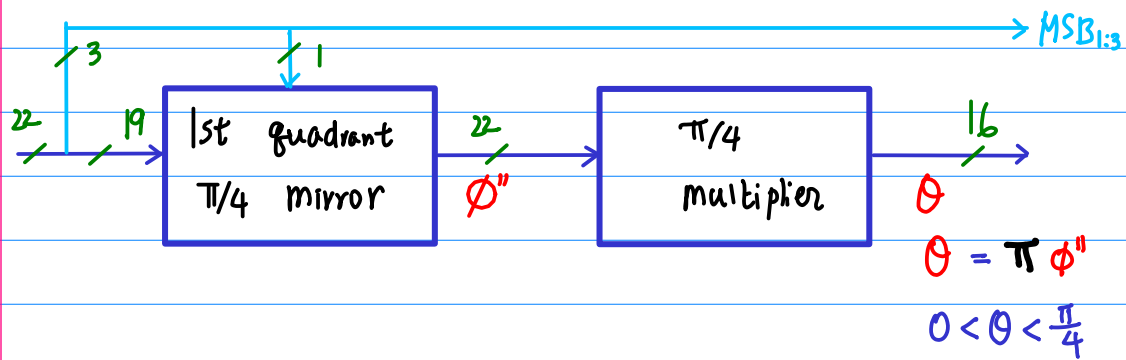 MSB1:3
3
1
22
19
1st quadrant
π/4 mirror
22
φ"
π/4
multiplier
16
θ
θ = π φ"
0 < θ < π/4